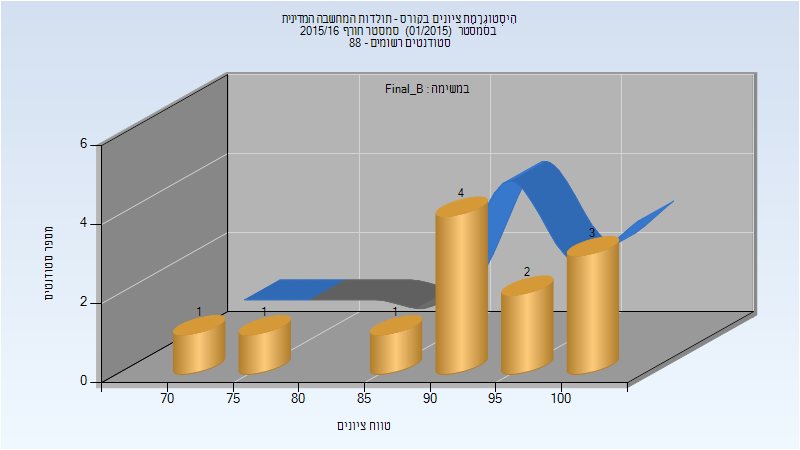 הִיסְטוֹגְרַמַת ציונים בקורס - תולדות המחשבה המדינית
בסמסטר (01/2015) סמסטר חורף 2015/16
סטודנטים רשומים - 88
במשימה : Final_B
מספר סטודנטים
6
4
2
0
1
1
1
4
2
3
70
75
80
85
90
95
100
טווח ציונים